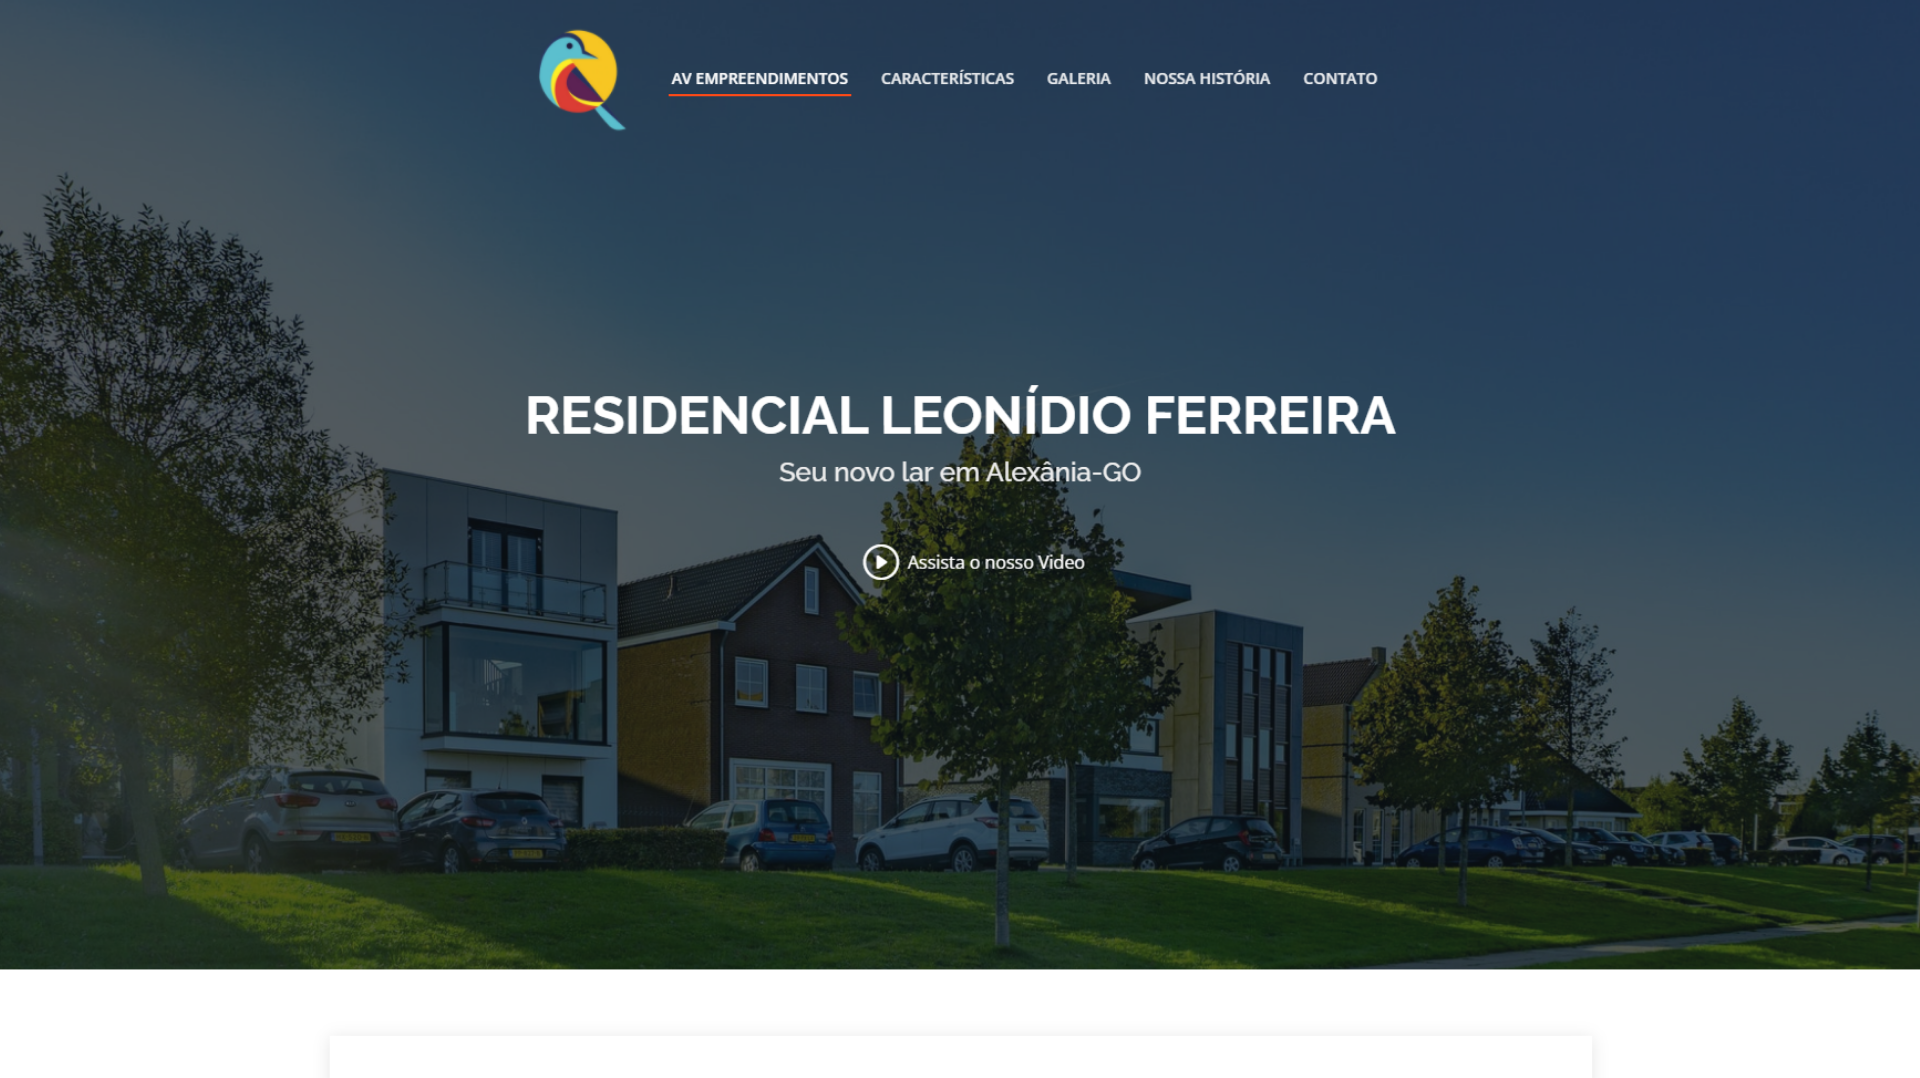 AV EMPREENDIMENTOS CARACTERÍSTICAS GALERIA NOSSA HISTÓRIA CONTATO
RESIDENCIAL LEONÍDIO FERREIRA
Seu novo lar em Alexânia-GO
Assista o nosso Video